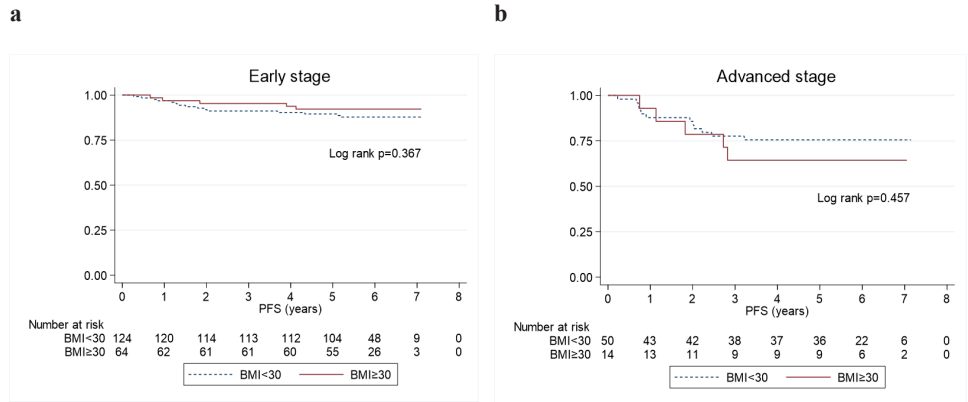 a
Early stage
1.00
0.75
0.50
0.25
0.00
Log rank p=0.367
0 1 2 3 4 5 6 7 8
PFS (years)
Number at risk
BMI<30 124 120 114 113 112 104 48 9 0
BMI≥30 64 62 61 61 60 55 26 3 0
BMI<30 BMI≥30
b
Advanced stage
1.00
0.75
0.50
0.25
0.00
Log rank p=0.457
0 1 2 3 4 5 6 7 8
PFS (years)
Number at risk
BMI<30 50 43 42 38 37 36 22 6 0
BMI≥30 14 13 11 9 9 9 6 2 0
BMI<30 BMI≥30